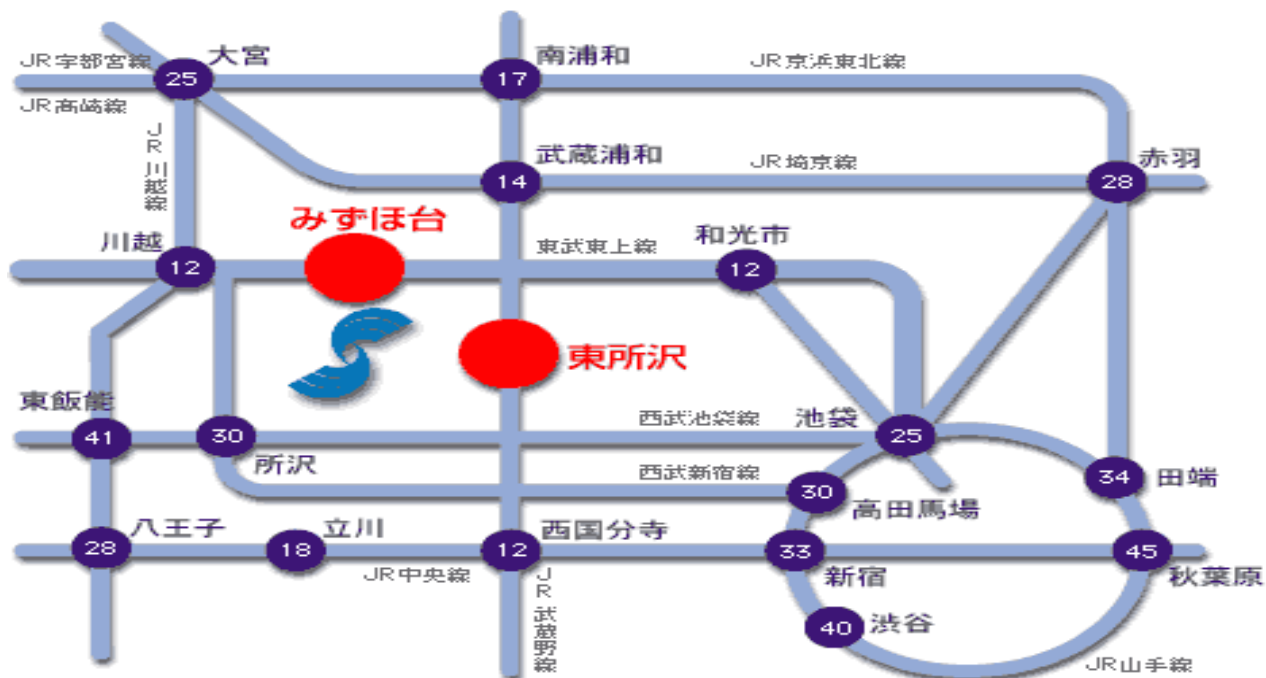 大宮
南浦和
JR宇都宮線
JR京浜東北線
25
17
JR高崎線
JR川越線
武蔵浦和
JR埼京線
赤羽
14
28
みずほ台
川越
東武東上線
和光市
12
12
東所沢
東飯能
西武池袋線
池袋
41
30
25
所沢
西武新宿線
30
高田馬場
34
田端
八王子
立川
西国分寺
28
18
12
33
45
JR中央線
新宿
秋葉原
JR武蔵野線
40
渋谷
JR山手線